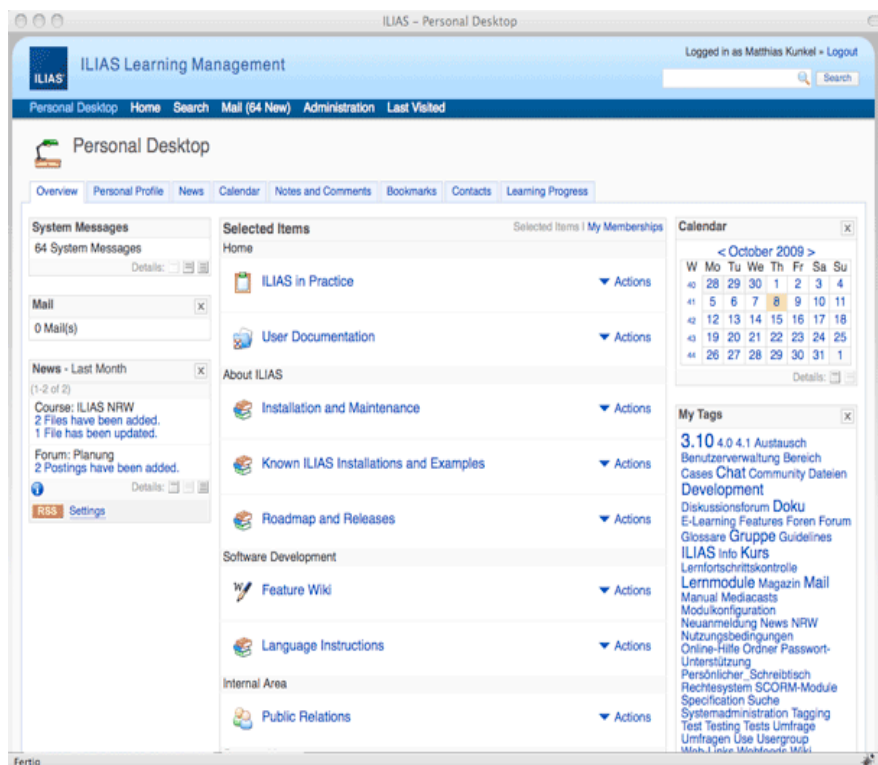 ILIAS – Personal Desktop
Logged in as Matthias Kunkel » Logout
ILIAS
ILIAS Learning Management
Search
Personal Desktop Home Search Mail (64 New) Administration Last Visited
Personal Desktop
Overview Personal Profile News Calendar Notes and Comments Bookmarks Contacts Learning Progress
System Messages
64 System Messages
Details:
Mail X
0 Mail(s)
News - Last Month X
(1-2 of 2)
Course: ILIAS NRW
2 Files have been added.
1 File has been updated.
Forum: Planung
2 Postings have been added.
Details:
RSS Settings
Selected Items Selected Items | My Memberships
Home
ILIAS in Practice Actions
User Documentation Actions
About ILIAS
Installation and Maintenance Actions
Known ILIAS Installations and Examples Actions
Roadmap and Releases Actions
Software Development
Feature Wiki Actions
Language Instructions Actions
Internal Area
Public Relations Actions
Calendar X
< October 2009 >
W Mo Tu We Th Fr Sa Su
40 28 29 30 1 2 3 4
41 5 6 7 8 9 10 11
42 12 13 14 15 16 17 18
43 19 20 21 22 23 24 25
44 26 27 28 29 30 31 1
Details:
My Tags X
3.10 4.0 4.1 Austausch
Benutzerverwaltung Bereich
Cases Chat Community Dateien
Development
Diskussionsforum Doku
E-Learning Features Foren Forum
Glossare Gruppe Guidelines
ILIAS Info Kurs
Lernfortschrittskontrolle
Lernmodule Magazin Mail
Manual Mediacasts
Modulkonfiguration
Neuanmeldung News NRW
Nutzungsbedingungen
Online-Hilfe Ordner Passwort-
Unterstützung
Persönlicher_Schreibtisch
Rechtesystem SCORM-Module
Specification Suche
Systemadministration Tagging
Test Testing Tests Umfrage
Umfragen Use Usergroup
Web-Links Webfeeds Wiki
Fertig